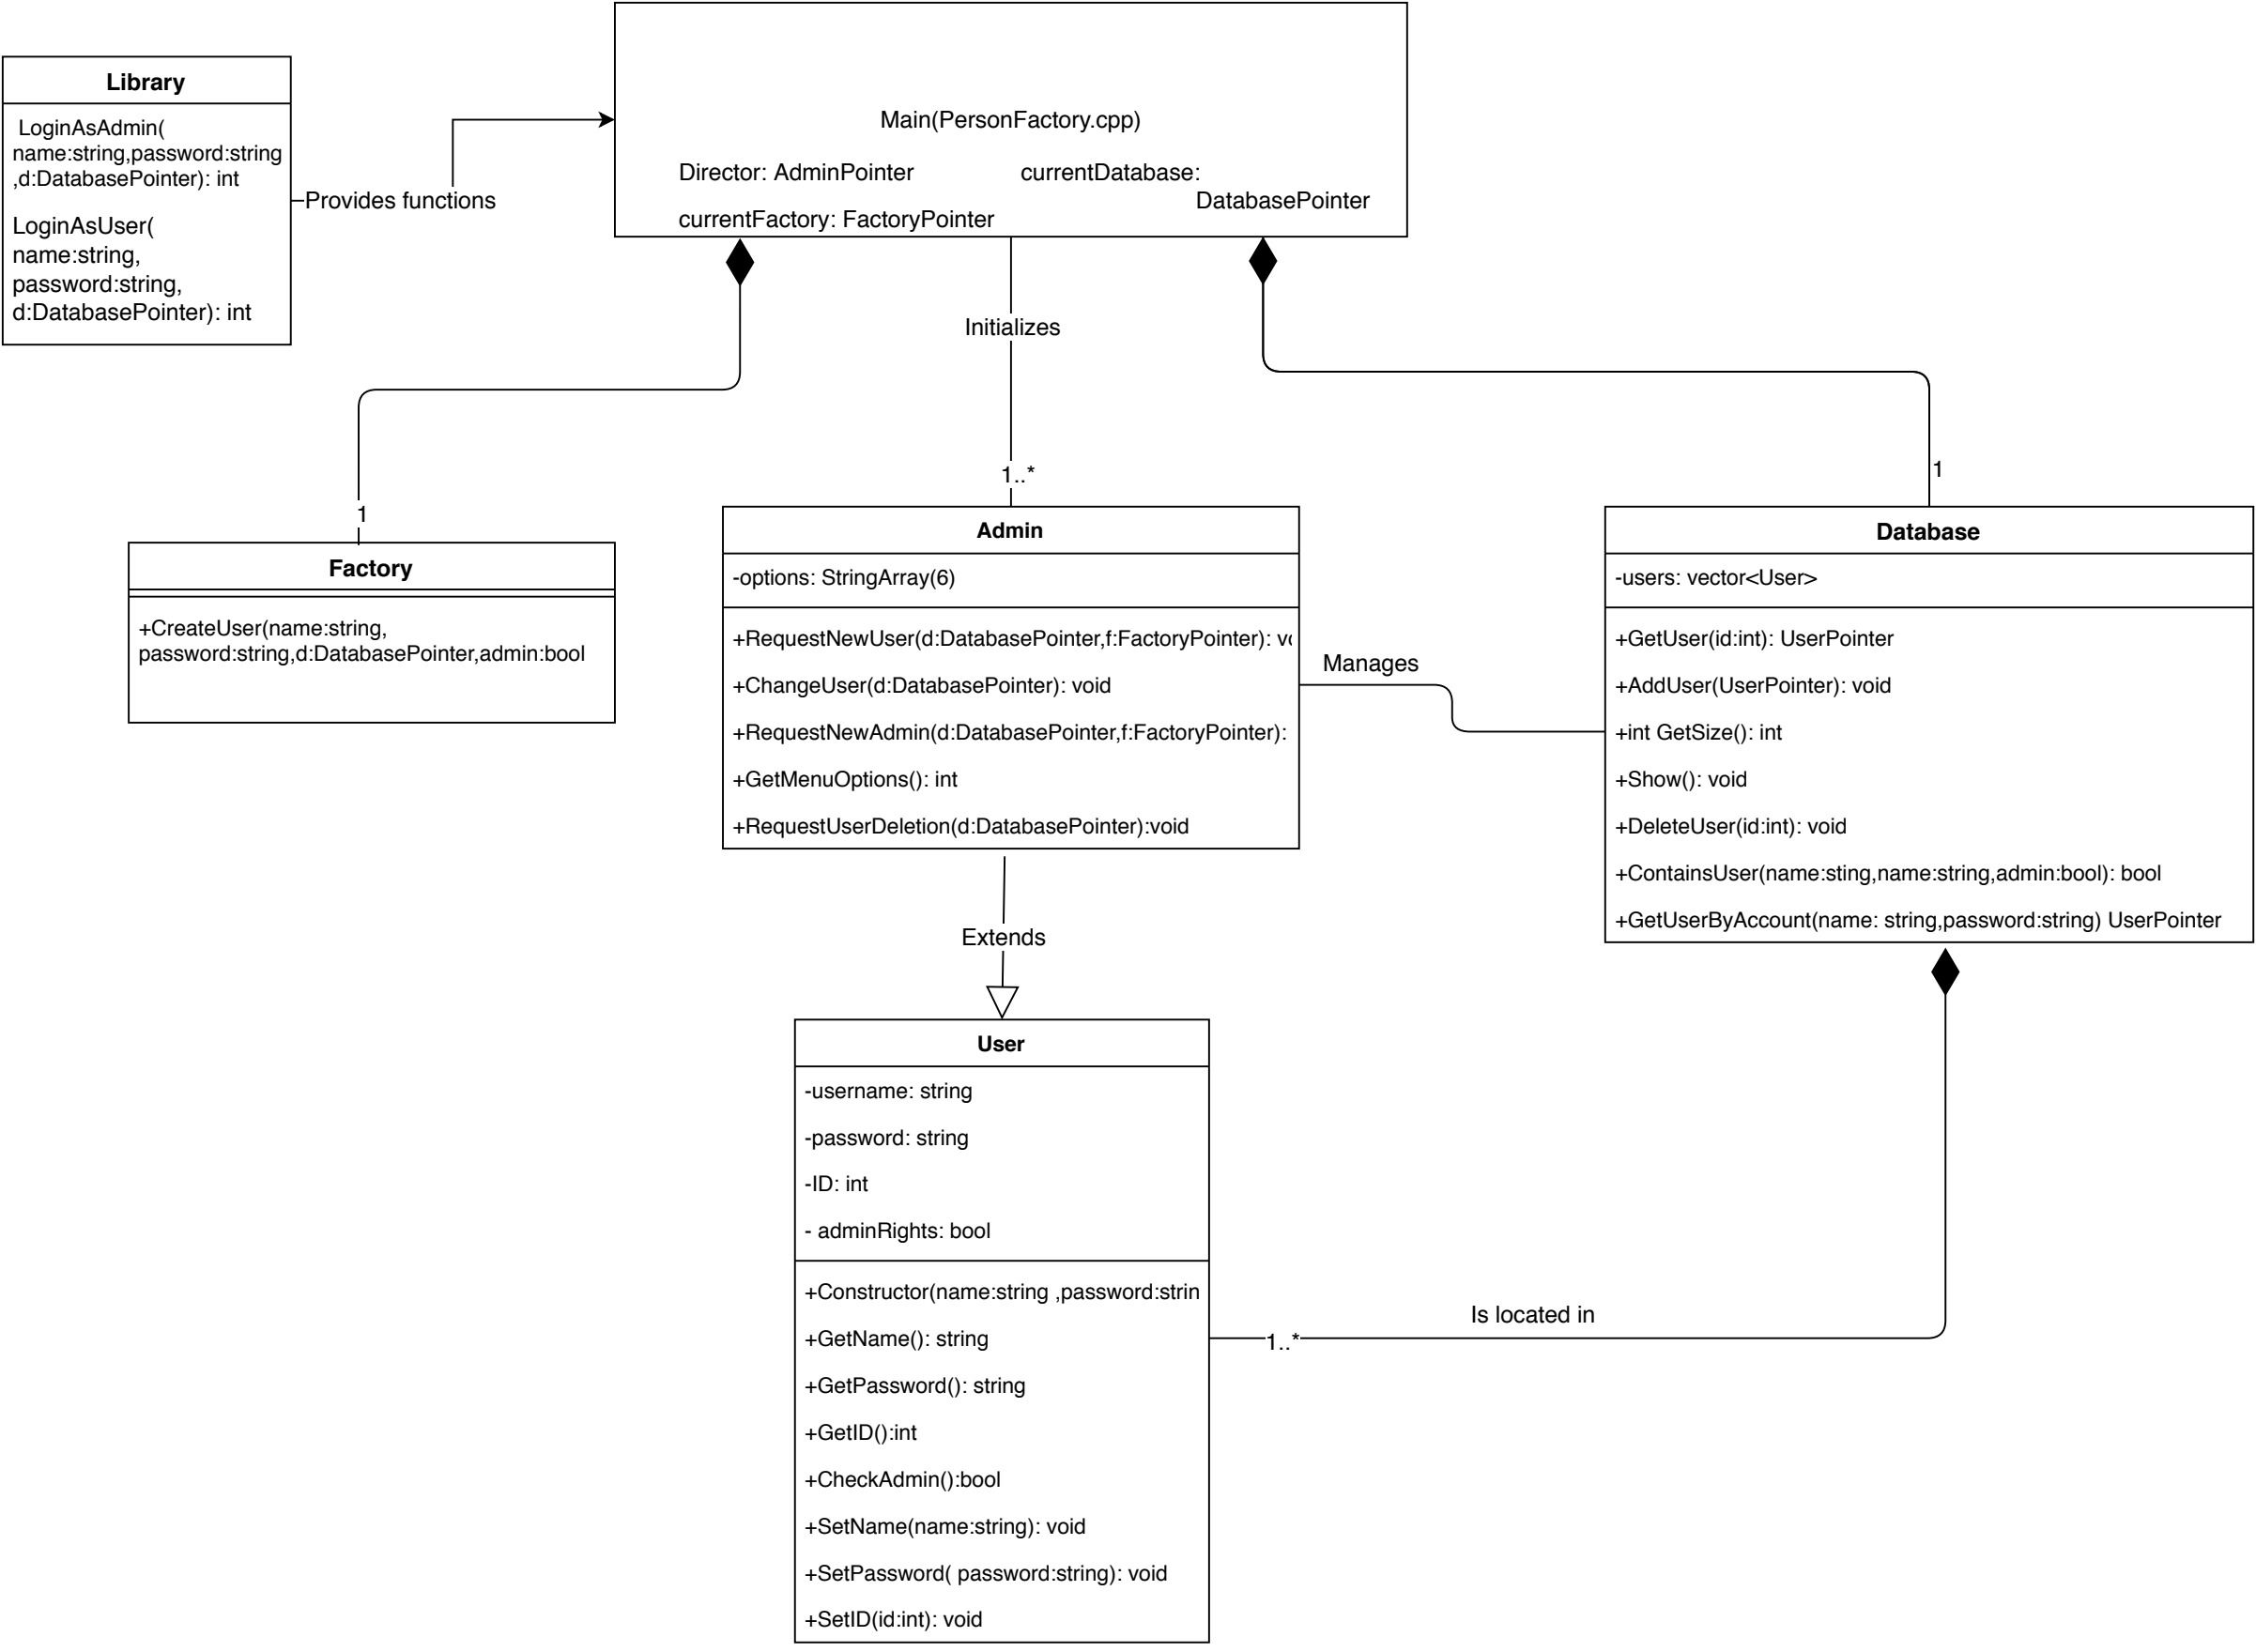 Library
LoginAsAdmin(
name:string,password:string
,d:DatabasePointer): int
LoginAsUser(
name:string,
password:string,
d:DatabasePointer): int
Provides functions
Main(PersonFactory.cpp)
Director: AdminPointer
currentDatabase:
DatabasePointer
currentFactory: FactoryPointer
Initializes
1..*
1
1
Factory
+CreateUser(name:string,
password:string,d:DatabasePointer,admin:bool
Admin
-options: StringArray(6)
+RequestNewUser(d:DatabasePointer,f:FactoryPointer): vo
+ChangeUser(d:DatabasePointer): void
+RequestNewAdmin(d:DatabasePointer,f:FactoryPointer):
+GetMenuOptions(): int
+RequestUserDeletion(d:DatabasePointer):void
Manages
Database
-users: vector<User>
+GetUser(id:int): UserPointer
+AddUser(UserPointer): void
+int GetSize(): int
+Show(): void
+DeleteUser(id:int): void
+ContainsUser(name:sting,name:string,admin:bool): bool
+GetUserByAccount(name: string,password:string) UserPointer
Extends
User
-username: string
-password: string
-ID: int
- adminRights: bool
+Constructor(name:string ,password:strin
+GetName(): string
+GetPassword(): string
+GetID():int
+CheckAdmin():bool
+SetName(name:string): void
+SetPassword( password:string): void
+SetID(id:int): void
1..*
Is located in